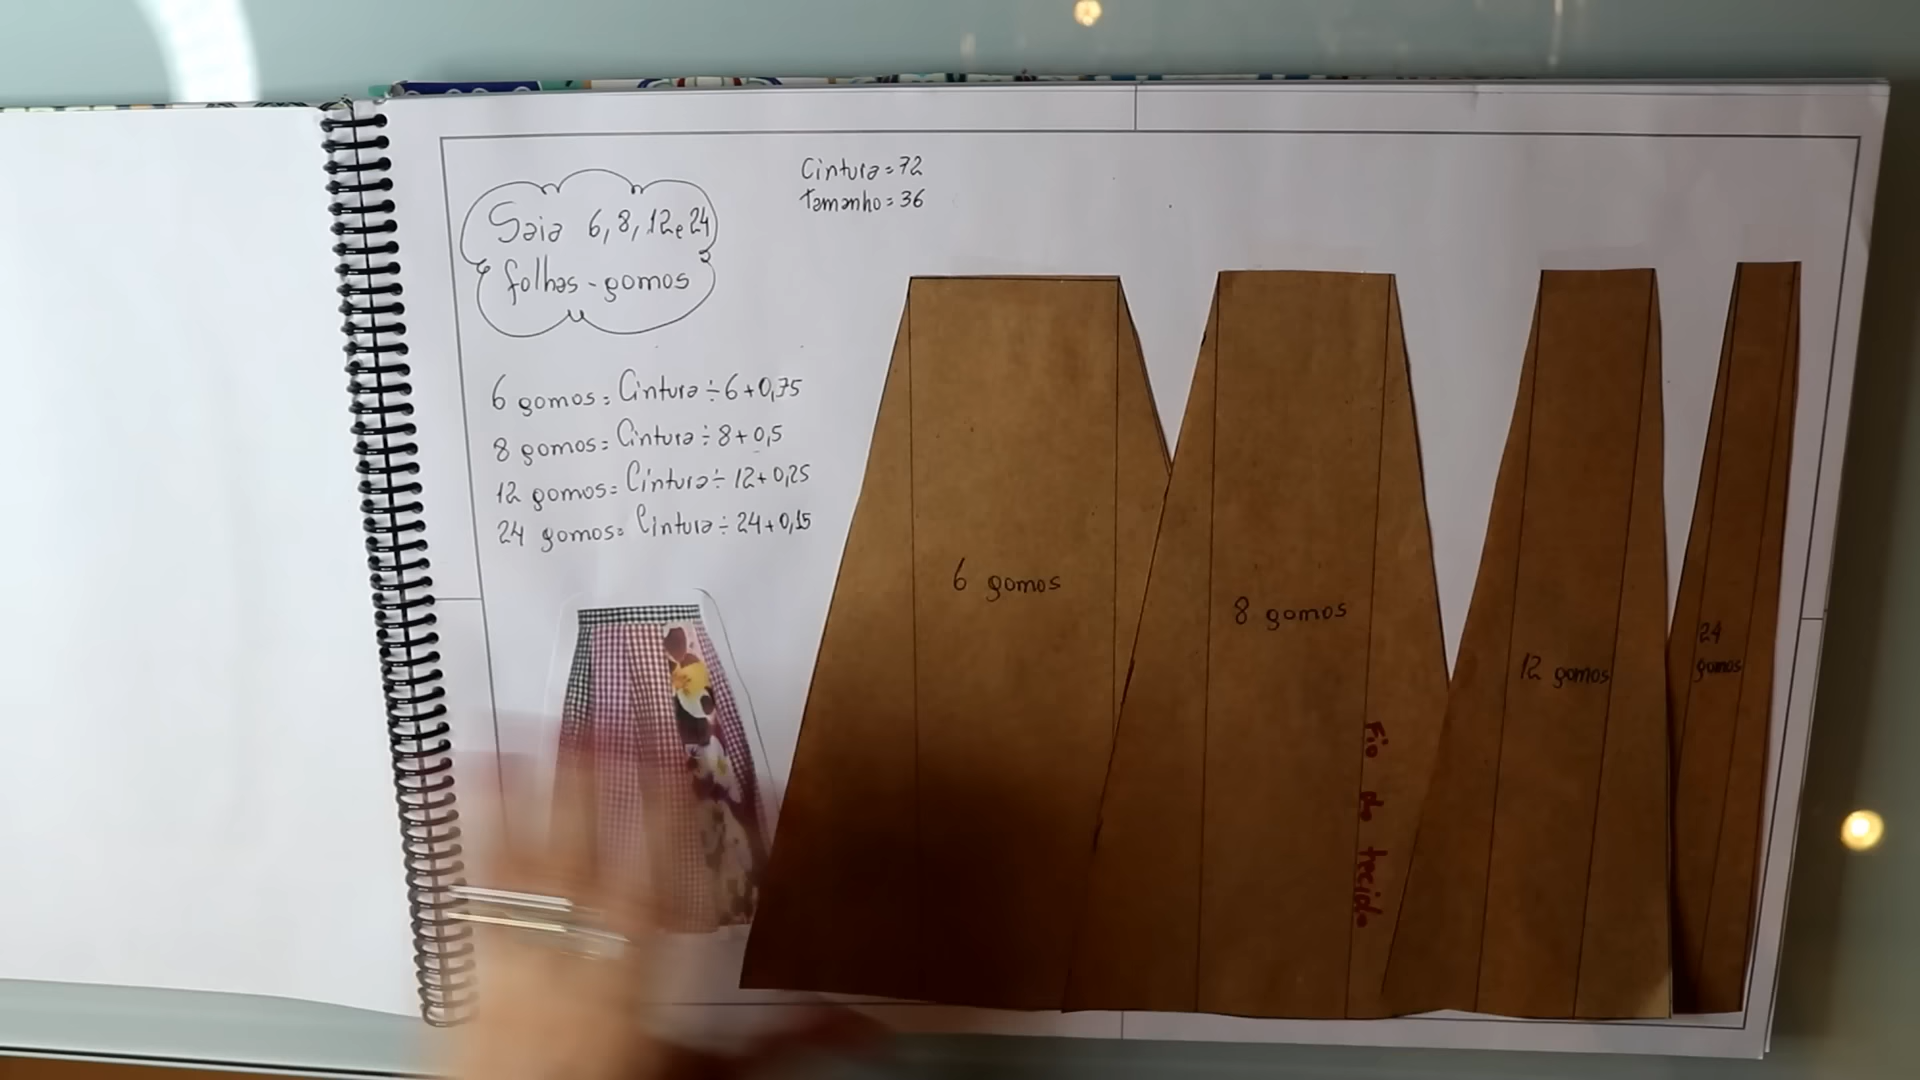 Saia 6, 8, 12 e 24
folhas - gomos
Cintura = 72
Tamanho = 36
6 gomos = Cintura ÷ 6 + 0,75
8 gomos = Cintura ÷ 8 + 0,5
12 gomos = Cintura ÷ 12 + 0,25
24 gomos = Cintura ÷ 24 + 0,15
6 gomos
8 gomos
Fio do tecido
12 gomos
24
gomos